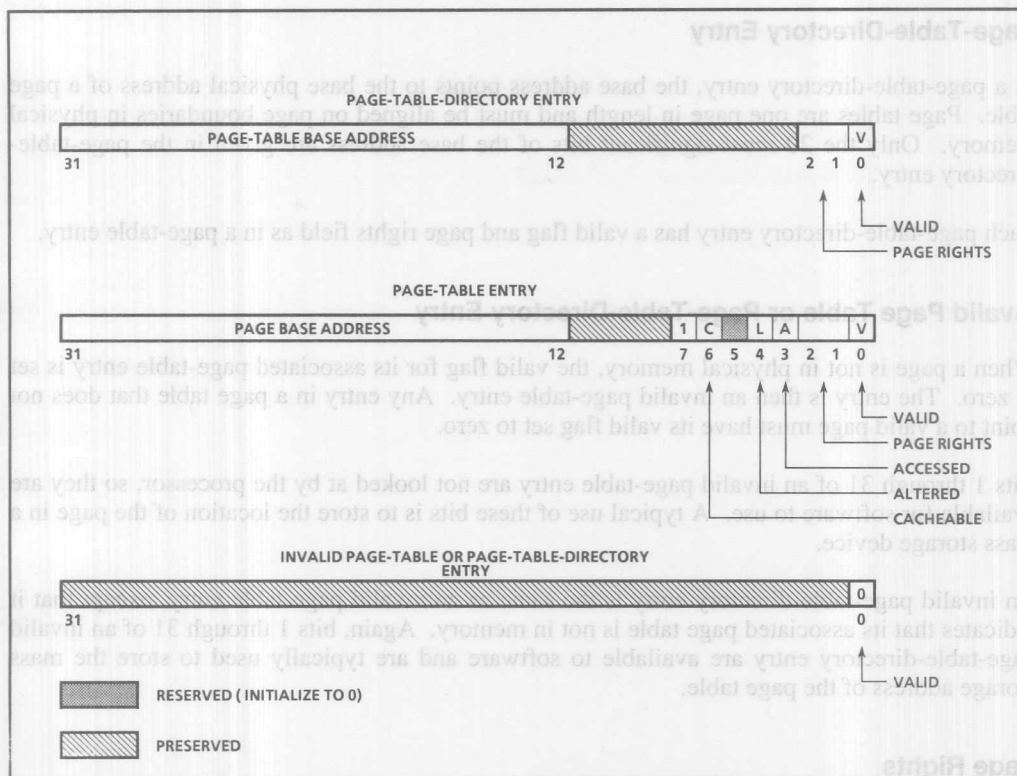 PAGE-TABLE-DIRECTORY ENTRY
PAGE-TABLE BASE ADDRESS V
31 12 2 1 0
VALID
PAGE RIGHTS
PAGE-TABLE ENTRY
PAGE BASE ADDRESS 1 C L A V
31 12 7 6 5 4 3 2 1 0
VALID
PAGE RIGHTS
ACCESSED
ALTERED
CACHEABLE
INVALID PAGE-TABLE OR PAGE-TABLE-DIRECTORY
ENTRY
0
31 0
VALID
RESERVED ( INITIALIZE TO 0)
PRESERVED